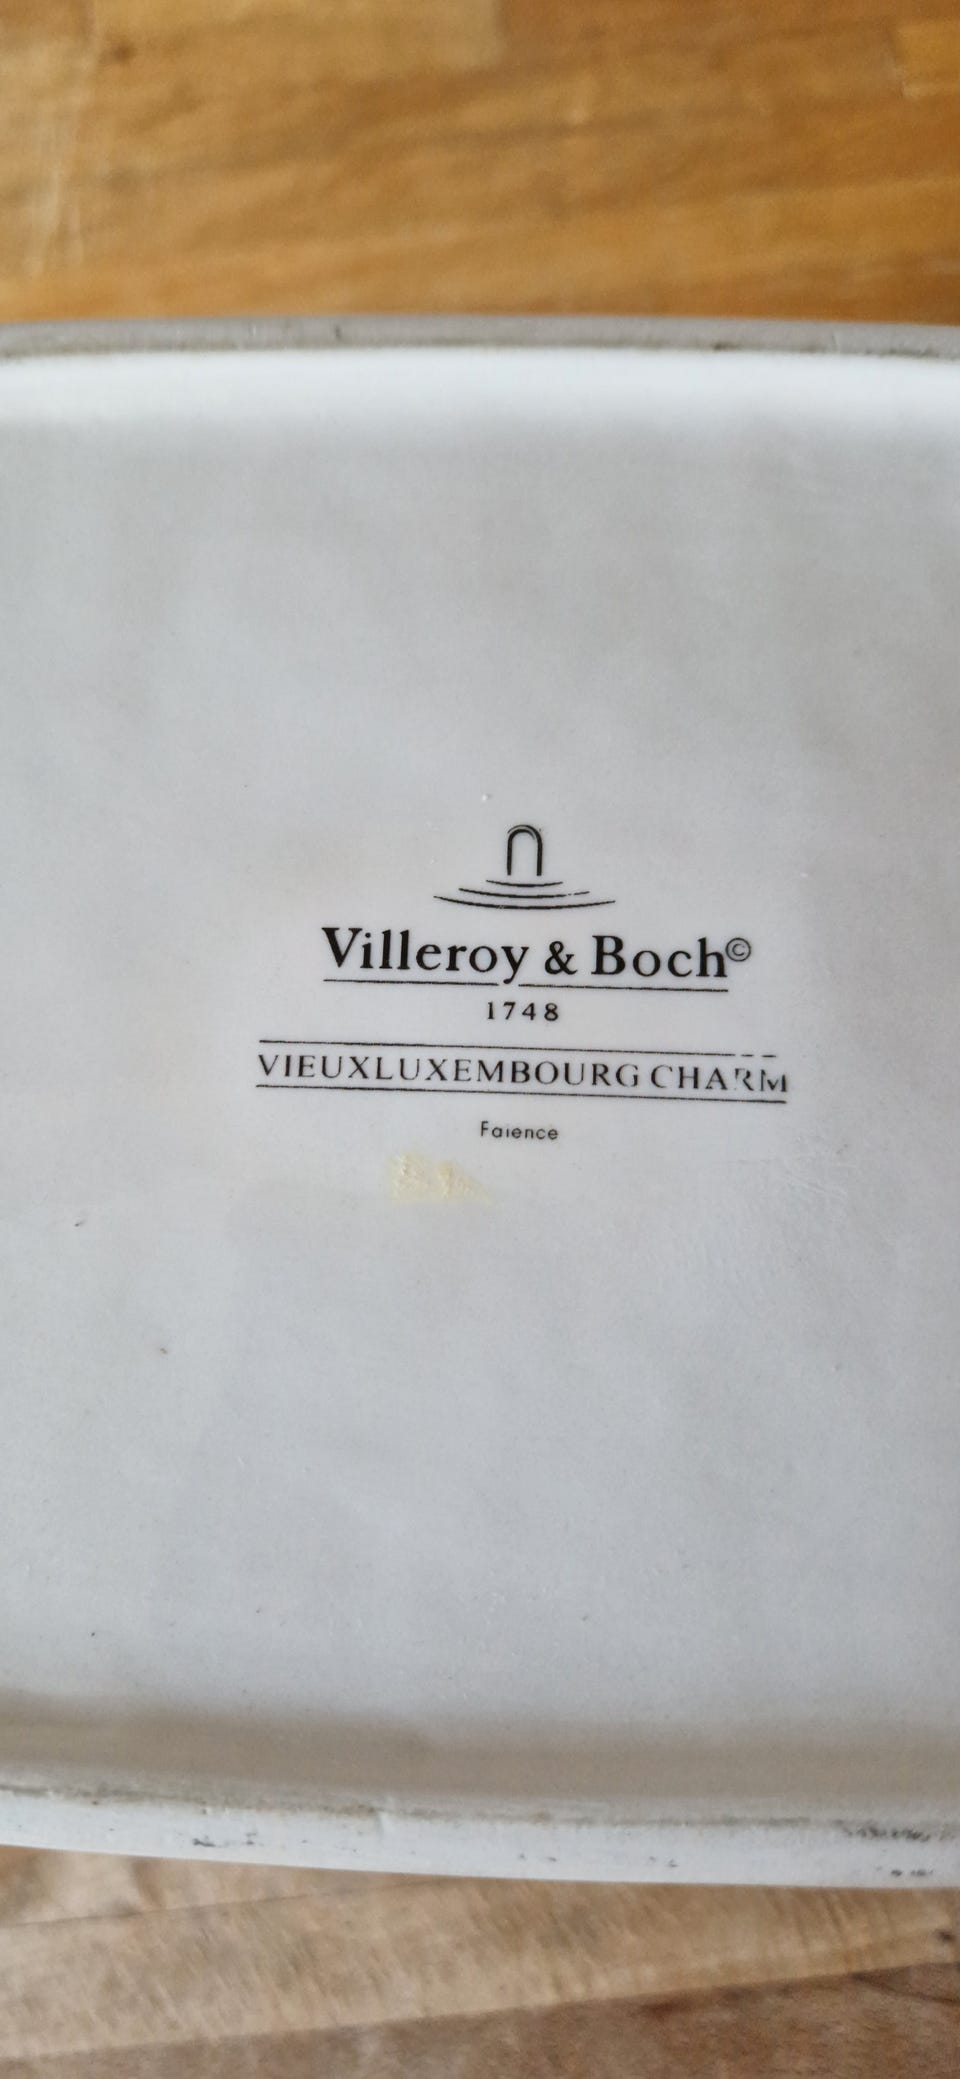 Villeroy & Boch©
1748
VIEUXLUXEMBOURG CHARM
Faience